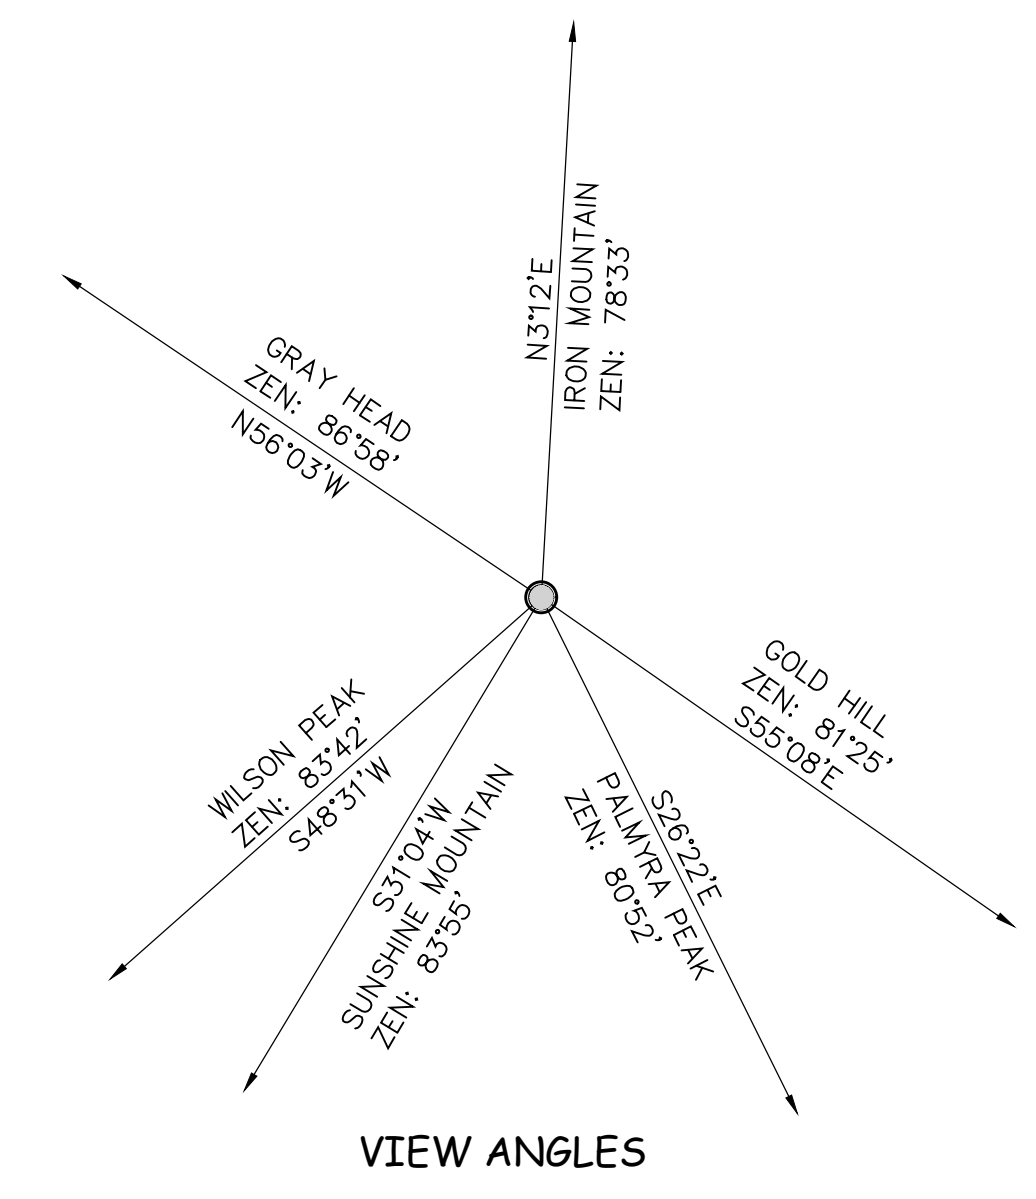 N3°12'E
IRON MOUNTAIN
ZEN: 78°33'
GRAY HEAD
ZEN: 86°58'
N56°03'W
GOLD HILL
ZEN: 81°25'
S55°08'E
WILSON PEAK
ZEN: 83°42'
S48°31'W
S31°04'W
SUNSHINE MOUNTAIN
ZEN: 83°55'
S26°22'E
PALMYRA PEAK
ZEN: 80°52'
VIEW ANGLES